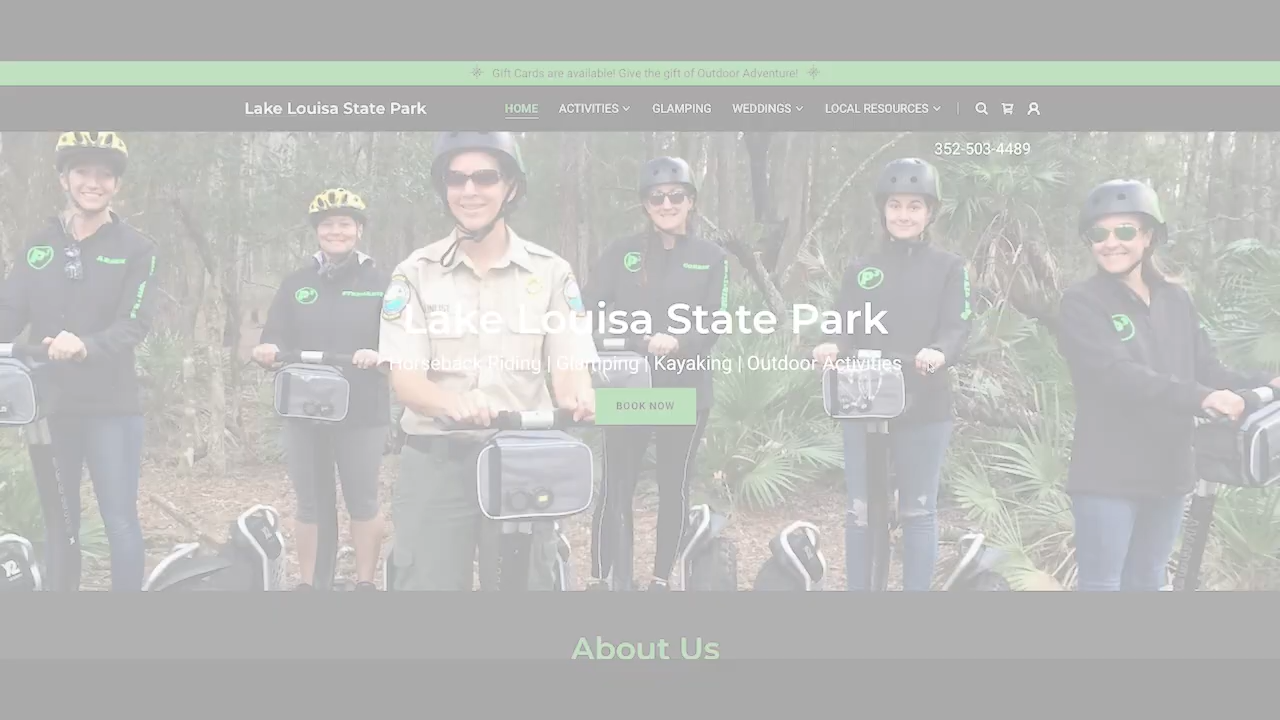 Gift Cards are available! Give the gift of Outdoor Adventure!
Lake Louisa State Park
HOME
ACTIVITIES
GLAMPING
WEDDINGS
LOCAL RESOURCES
352-503-4489
Lake Louisa State Park
Horseback Riding | Glamping | Kayaking | Outdoor Activities
BOOK NOW
About Us